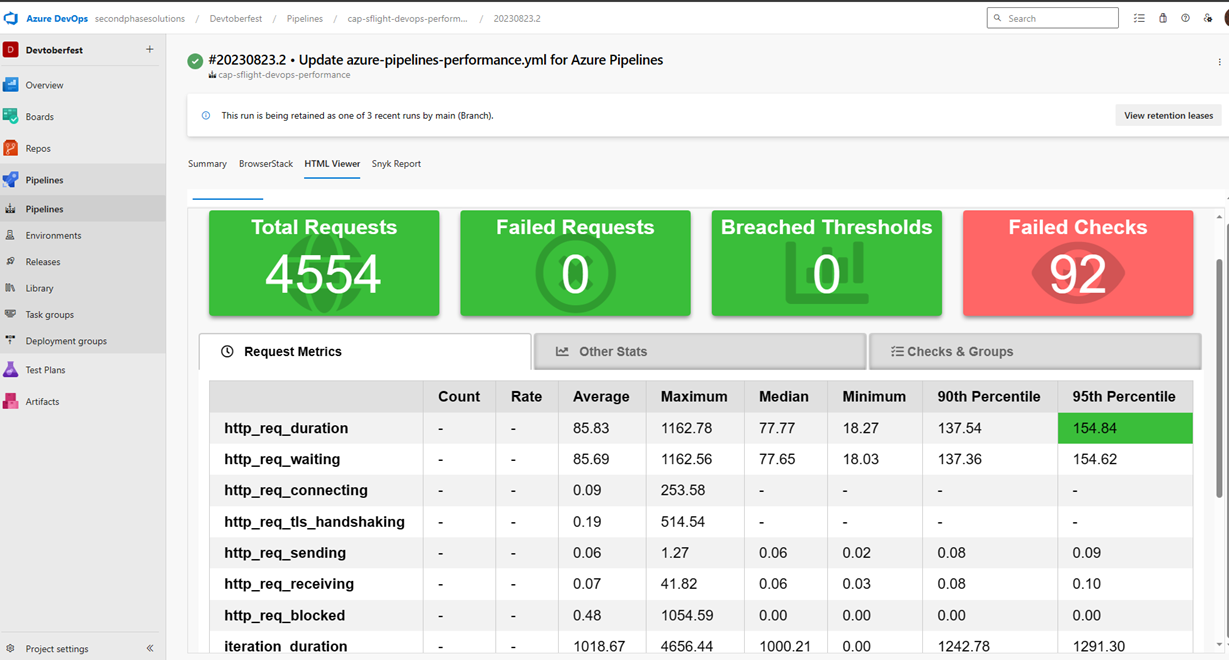 Azure DevOps secondphasesolutions / Devtoberfest / Pipelines / cap-sflight-devops-perform... / 20230823.2 Search
D Devtoberfest +
Overview
Boards
Repos
Pipelines
Pipelines
Environments
Releases
Library
Task groups
Deployment groups
Test Plans
Artifacts
Project settings «
#20230823.2 • Update azure-pipelines-performance.yml for Azure Pipelines
cap-sflight-devops-performance
This run is being retained as one of 3 recent runs by main (Branch). View retention leases
Summary BrowserStack HTML Viewer Snyk Report
Total Requests Failed Requests Breached Thresholds Failed Checks
4554 0 0 92
Request Metrics Other Stats Checks & Groups
Count Rate Average Maximum Median Minimum 90th Percentile 95th Percentile
http_req_duration - - 85.83 1162.78 77.77 18.27 137.54 154.84
http_req_waiting - - 85.69 1162.56 77.65 18.03 137.36 154.62
http_req_connecting - - 0.09 253.58 - - - -
http_req_tls_handshaking - - 0.19 514.54 - - - -
http_req_sending - - 0.06 1.27 0.06 0.02 0.08 0.09
http_req_receiving - - 0.07 41.82 0.06 0.03 0.08 0.10
http_req_blocked - - 0.48 1054.59 0.00 0.00 0.00 0.00
iteration_duration - - 1018.67 4656.44 1000.21 0.00 1242.78 1291.30